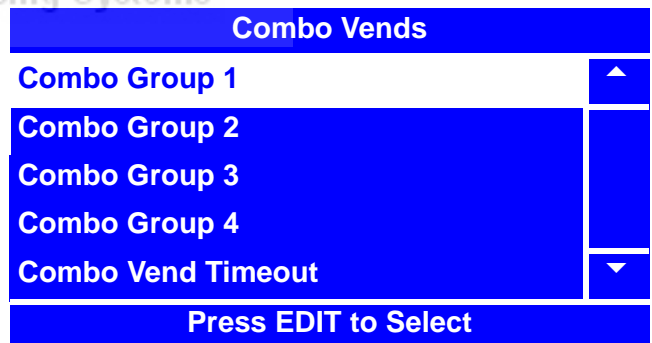 Combo Vends
Combo Group 1
Combo Group 2
Combo Group 3
Combo Group 4
Combo Vend Timeout
Press EDIT to Select